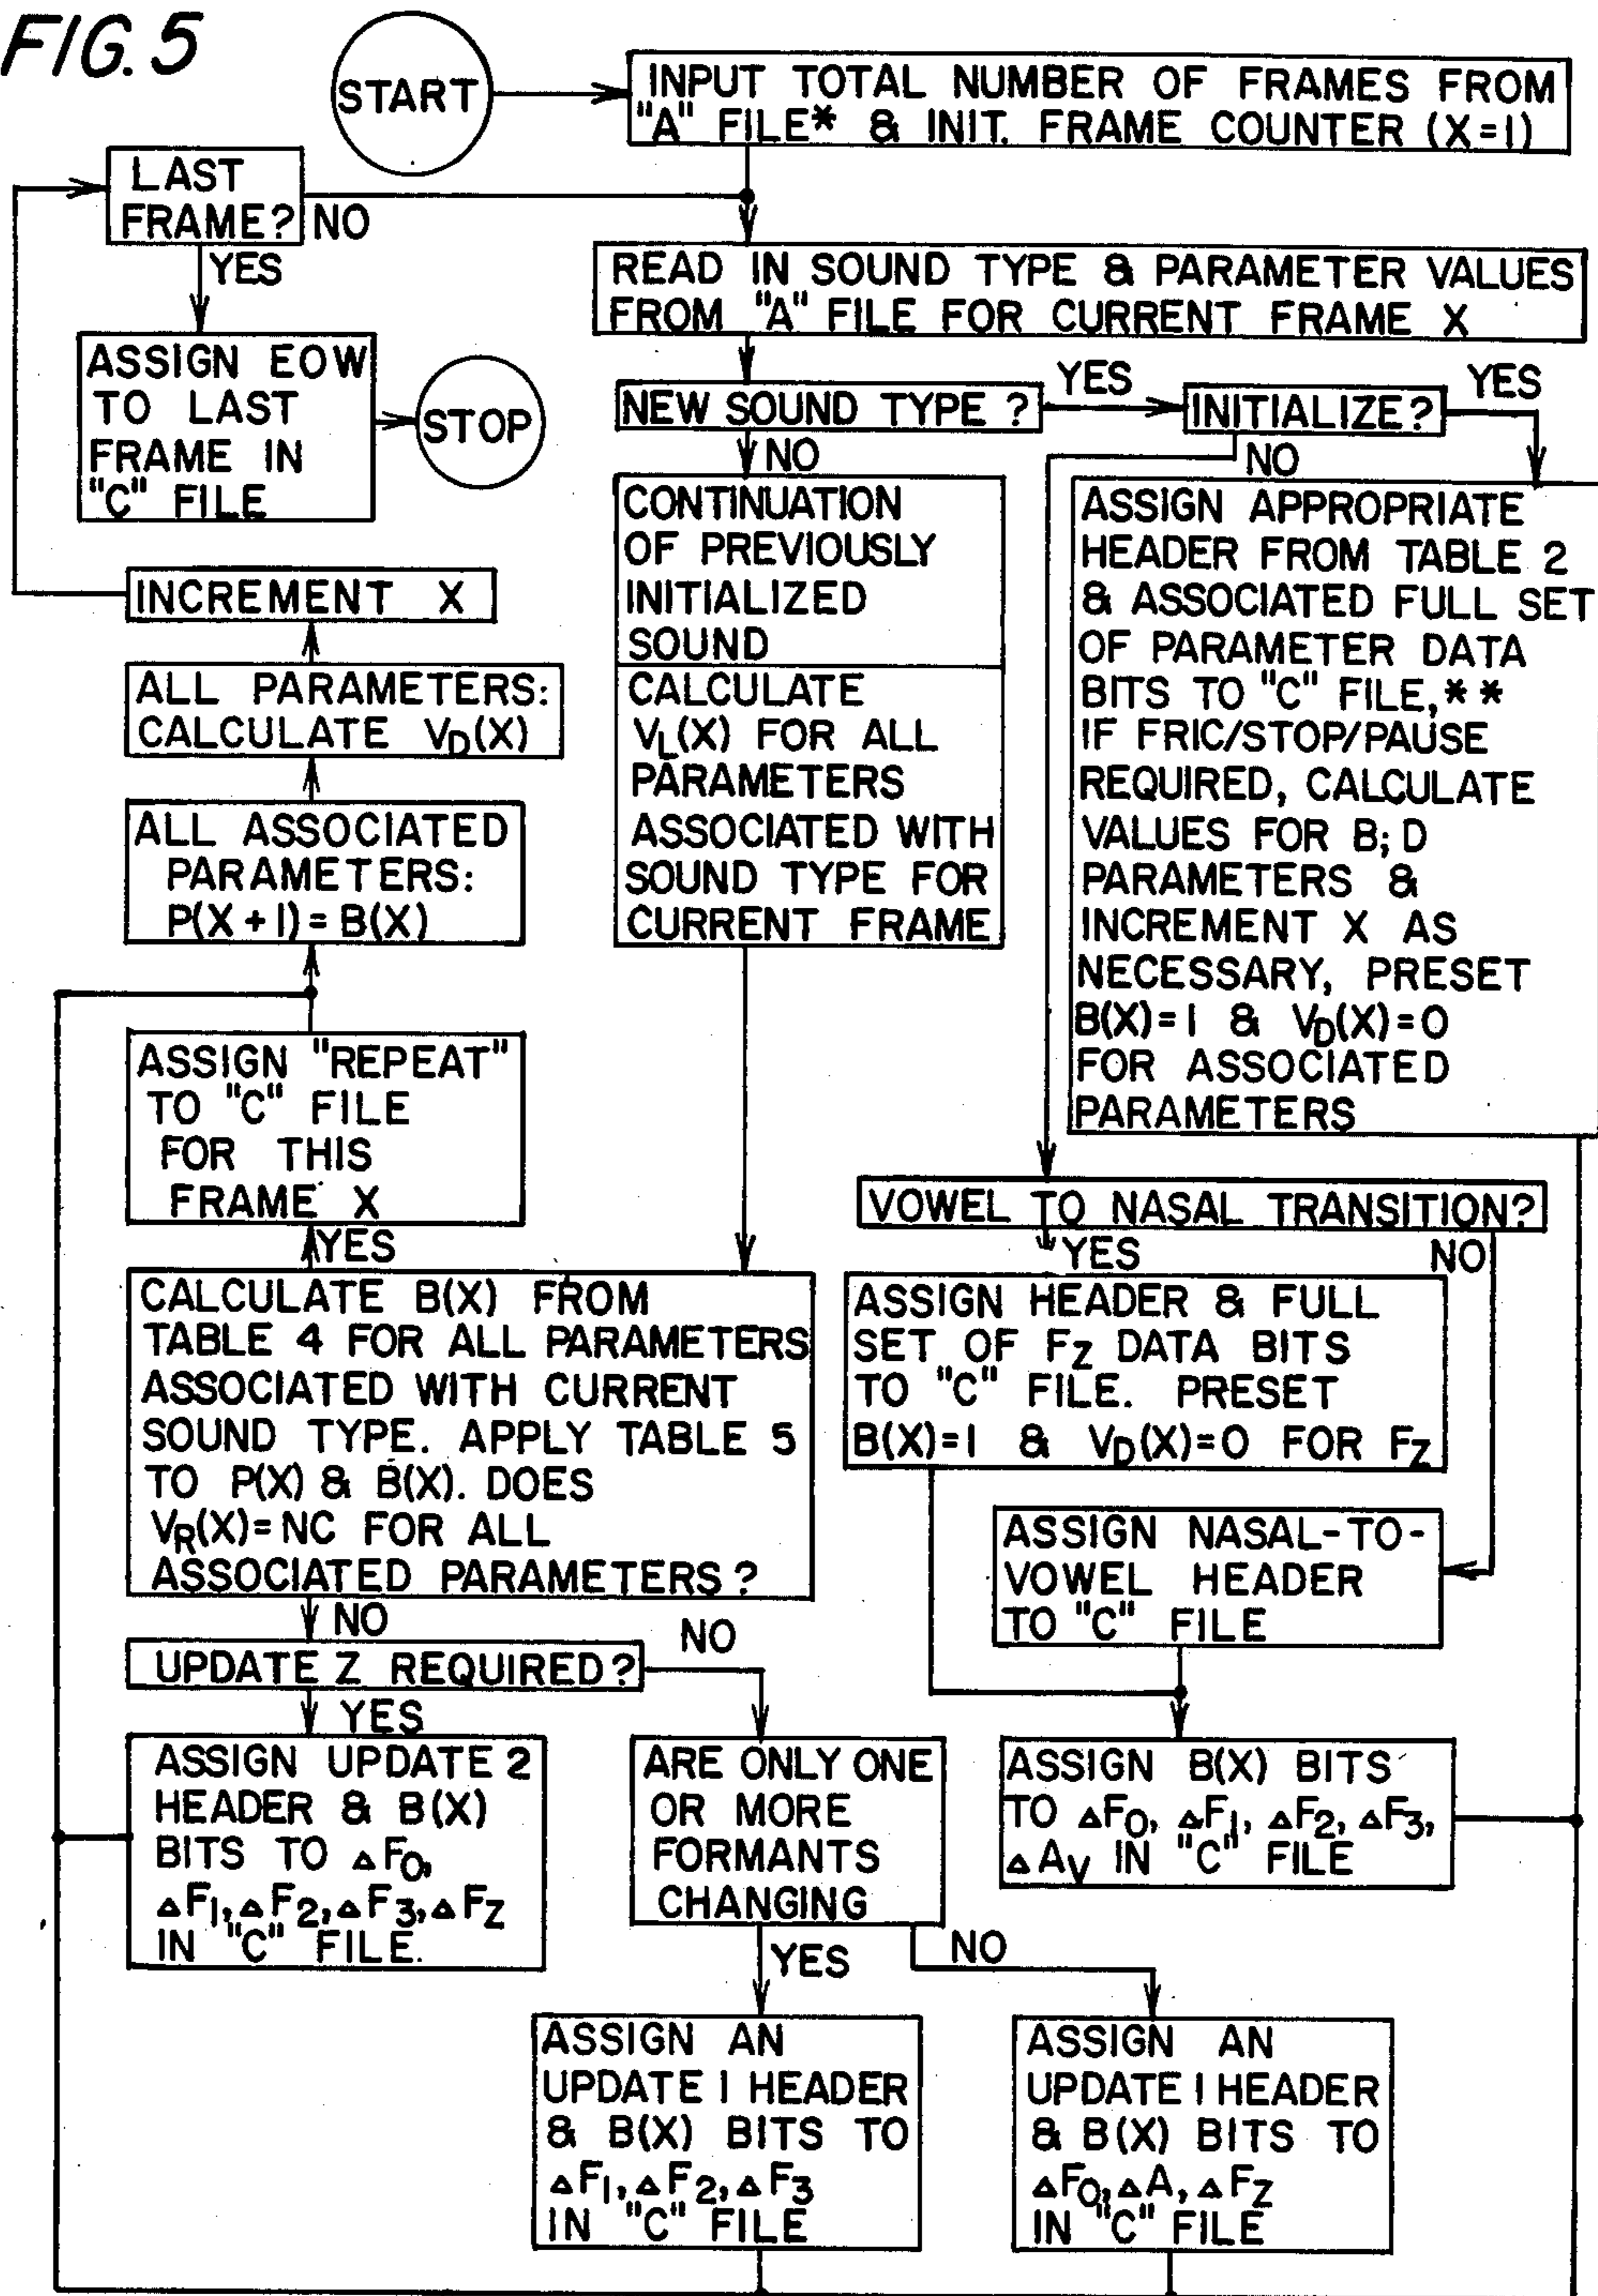 FIG. 5
START
INPUT TOTAL NUMBER OF FRAMES FROM
"A" FILE* & INIT. FRAME COUNTER (X=1)
LAST
FRAME?
NO
YES
READ IN SOUND TYPE & PARAMETER VALUES
FROM "A" FILE FOR CURRENT FRAME X
ASSIGN EOW
TO LAST
FRAME IN
"C" FILE
STOP
NEW SOUND TYPE ?
YES
INITIALIZE?
YES
NO
NO
CONTINUATION
OF PREVIOUSLY
INITIALIZED
SOUND
CALCULATE
VL(X) FOR ALL
PARAMETERS
ASSOCIATED WITH
SOUND TYPE FOR
CURRENT FRAME
ASSIGN APPROPRIATE
HEADER FROM TABLE 2
& ASSOCIATED FULL SET
OF PARAMETER DATA
BITS TO "C" FILE,**
IF FRIC/STOP/PAUSE
REQUIRED, CALCULATE
VALUES FOR B; D
PARAMETERS &
INCREMENT X AS
NECESSARY, PRESET
B(X)=1 & VD(X)=0
FOR ASSOCIATED
PARAMETERS
INCREMENT X
ALL PARAMETERS:
CALCULATE VD(X)
ALL ASSOCIATED
PARAMETERS:
P(X+1)=B(X)
ASSIGN "REPEAT"
TO "C" FILE
FOR THIS
FRAME X
YES
VOWEL TO NASAL TRANSITION?
YES
NO
CALCULATE B(X) FROM
TABLE 4 FOR ALL PARAMETERS
ASSOCIATED WITH CURRENT
SOUND TYPE. APPLY TABLE 5
TO P(X) & B(X). DOES
VR(X)=NC FOR ALL
ASSOCIATED PARAMETERS?
ASSIGN HEADER & FULL
SET OF FZ DATA BITS
TO "C" FILE. PRESET
B(X)=1 & VD(X)=0 FOR FZ
ASSIGN NASAL-TO-
VOWEL HEADER
TO "C" FILE
NO
NO
UPDATE Z REQUIRED?
YES
ASSIGN UPDATE 2
HEADER & B(X)
BITS TO ΔF0,
ΔF1, ΔF2, ΔF3, ΔFZ
IN "C" FILE.
ARE ONLY ONE
OR MORE
FORMANTS
CHANGING
ASSIGN B(X) BITS
TO ΔF0, ΔF1, ΔF2, ΔF3,
ΔAV IN "C" FILE
YES
NO
ASSIGN AN
UPDATE 1 HEADER
& B(X) BITS TO
ΔF1, ΔF2, ΔF3
IN "C" FILE
ASSIGN AN
UPDATE 1 HEADER
& B(X) BITS TO
ΔF0, ΔA, ΔFZ
IN "C" FILE